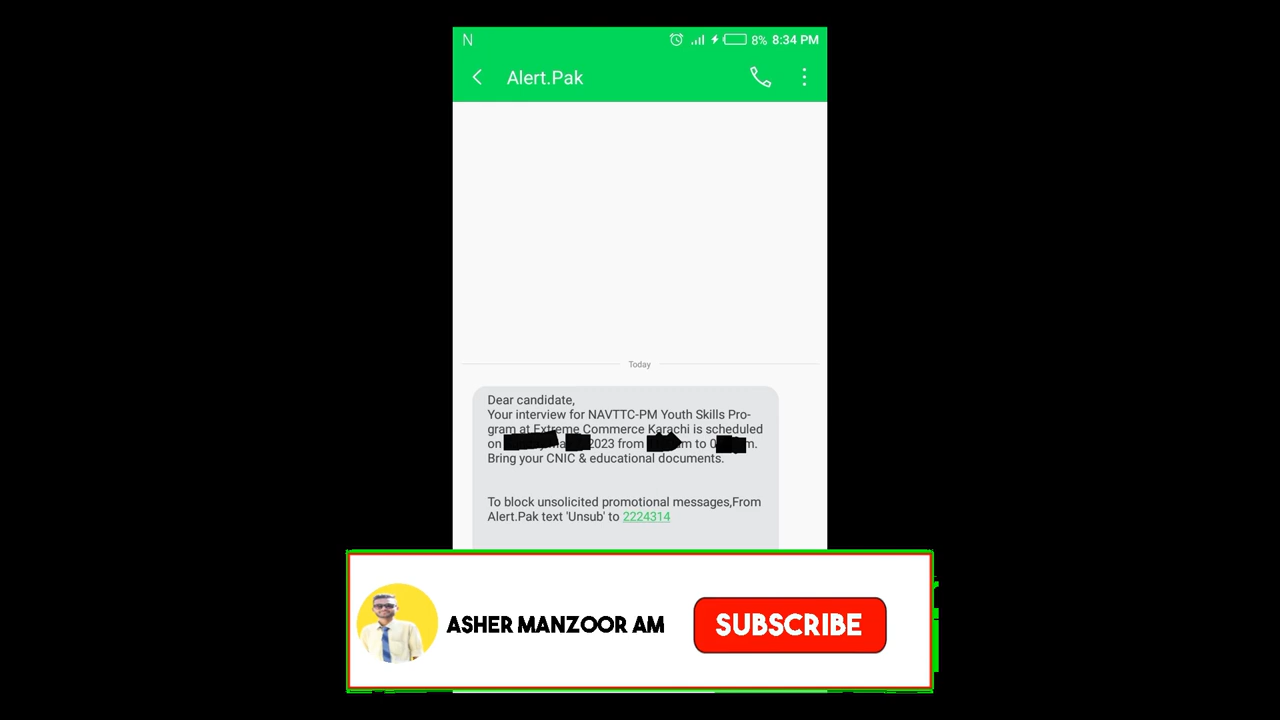 N
8% 8:34 PM
Alert.Pak
Today
Dear candidate,
Your interview for NAVTTC-PM Youth Skills Pro-
gram at Extreme Commerce Karachi is scheduled
on 2023 from m to 0 m.
Bring your CNIC & educational documents.
To block unsolicited promotional messages,From
Alert.Pak text 'Unsub' to 2224314
ASHER MANZOOR AM
SUBSCRIBE